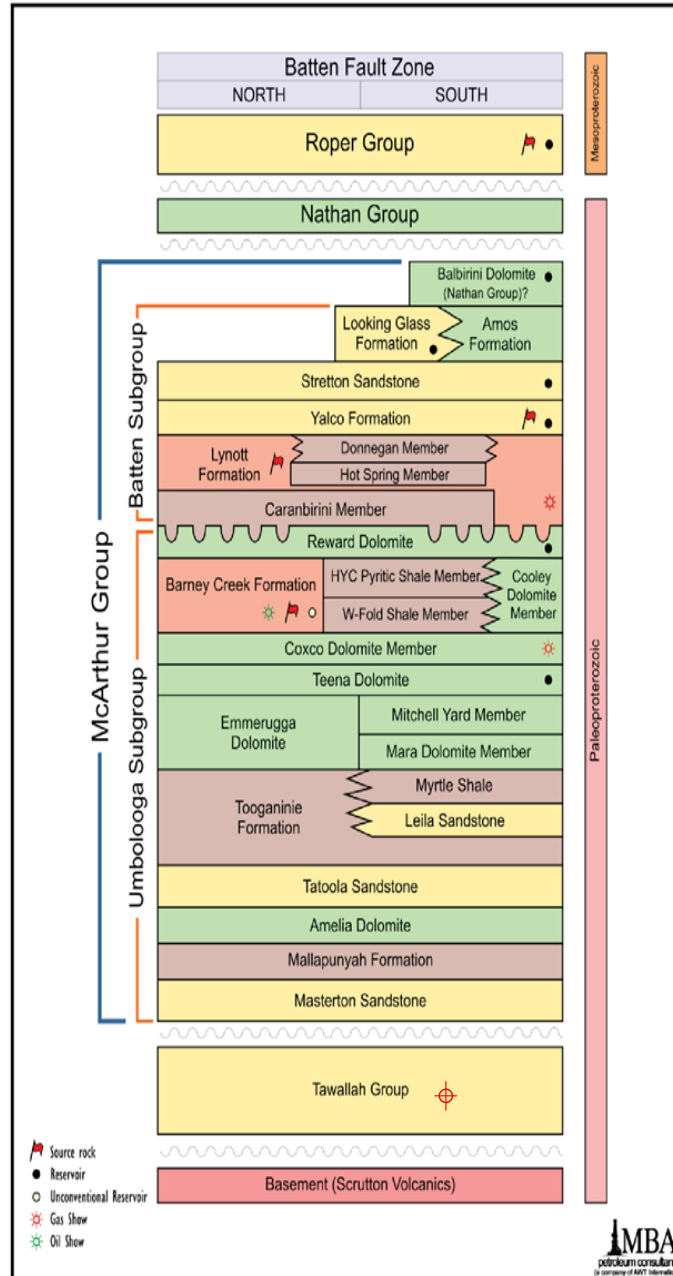 Batten Fault Zone
NORTH
SOUTH
Mesoproterozoic
Roper Group
Nathan Group
Balbirini Dolomite
(Nathan Group)?
Looking Glass
Formation
Amos
Formation
Stretton Sandstone
Yalco Formation
Lynott
Formation
Donnegan Member
Hot Spring Member
Caranbirini Member
Reward Dolomite
Barney Creek Formation
HYC Pyritic Shale Member
W-Fold Shale Member
Cooley
Dolomite
Member
Coxco Dolomite Member
Teena Dolomite
Emmerugga
Dolomite
Mitchell Yard Member
Mara Dolomite Member
Tooganinie
Formation
Myrtle Shale
Leila Sandstone
Tatoola Sandstone
Amelia Dolomite
Mallapunyah Formation
Masterton Sandstone
Tawallah Group
Basement (Scrutton Volcanics)
McArthur Group
Batten Subgroup
Umbolooga Subgroup
Paleoproterozoic
Source rock
Reservoir
Unconventional Reservoir
Gas Show
Oil Show
MBA
petroleum consultan
(a company of AWT Internatio